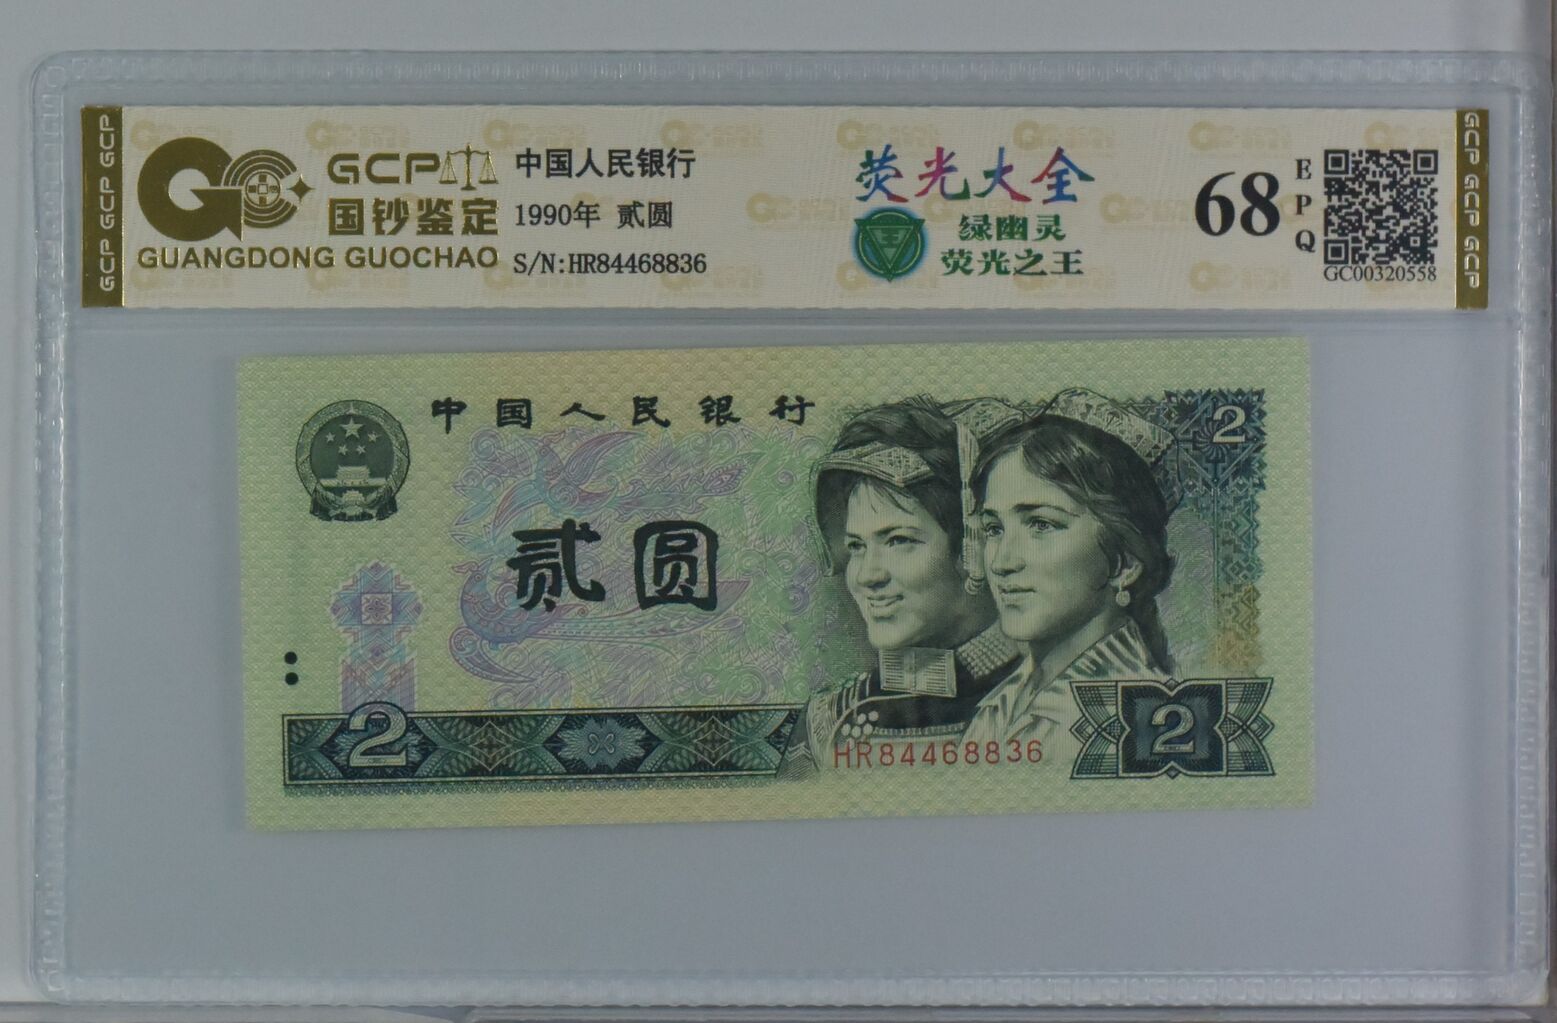 GCP GCP GCP
GCP
国钞鉴定
GUANGDONG GUOCHAO
中国人民银行
1990年 贰圆
S/N:HR84468836
荧光大全
王
绿幽灵
荧光之王
68
EPQ
GC00320558
GCP GCP GCP
中国人民银行
2
贰圆
2
HR84468836
2